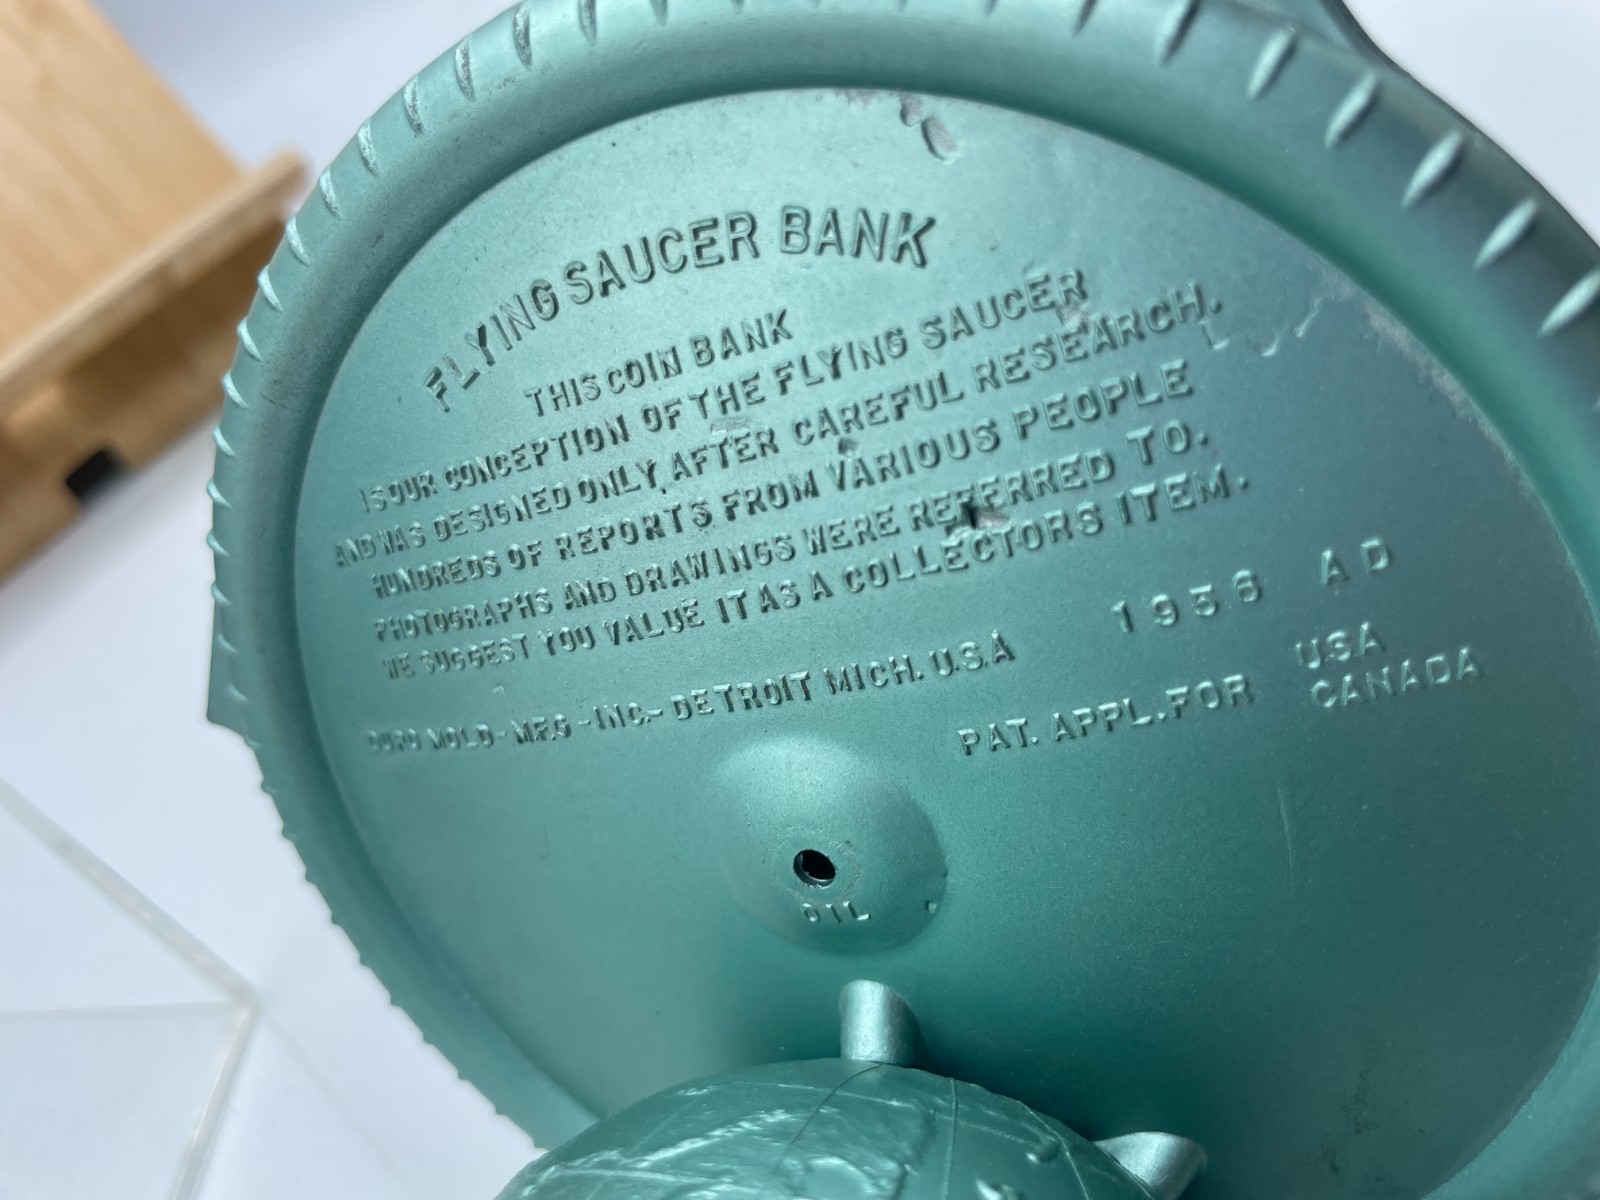 FLYING SAUCER BANK
THIS COIN BANK
IS OUR CONCEPTION OF THE FLYING SAUCER
AND WAS DESIGNED ONLY AFTER CAREFUL RESEARCH.
HUNDREDS OF REPORTS FROM VARIOUS PEOPLE
PHOTOGRAPHS AND DRAWINGS WERE REFERRED TO.
WE SUGGEST YOU VALUE IT AS A COLLECTORS ITEM.
1956 AD
DURO MOLD-MFG-INC.-DETROIT MICH. U.S.A
PAT. APPL. FOR USA
CANADA
OIL